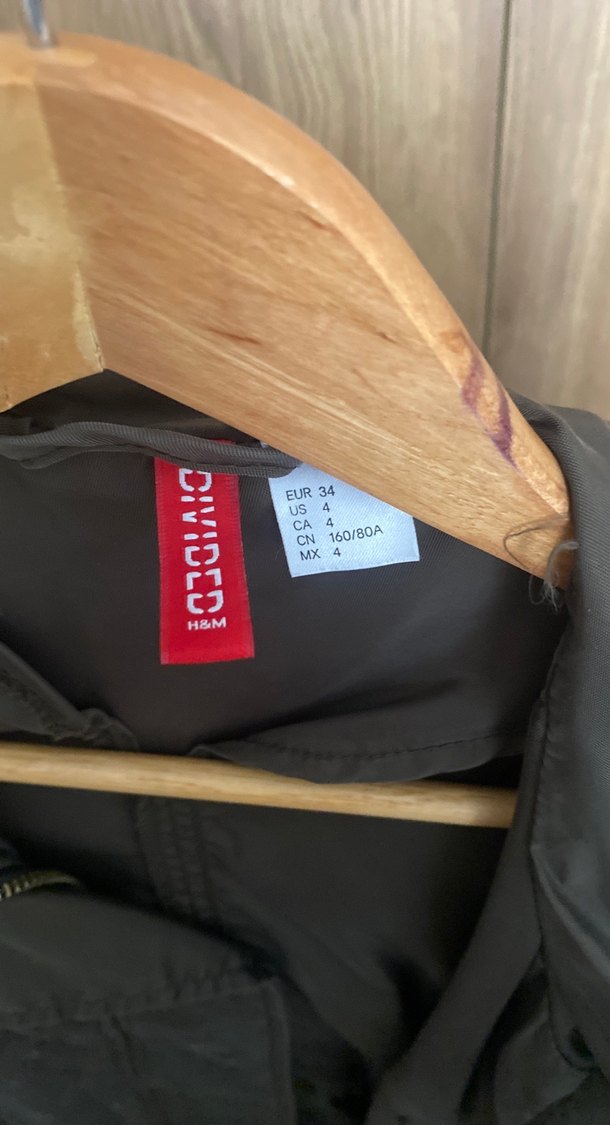 DIVIDED
H&M
EUR 34
US 4
CA 4
CN 160/80A
MX 4